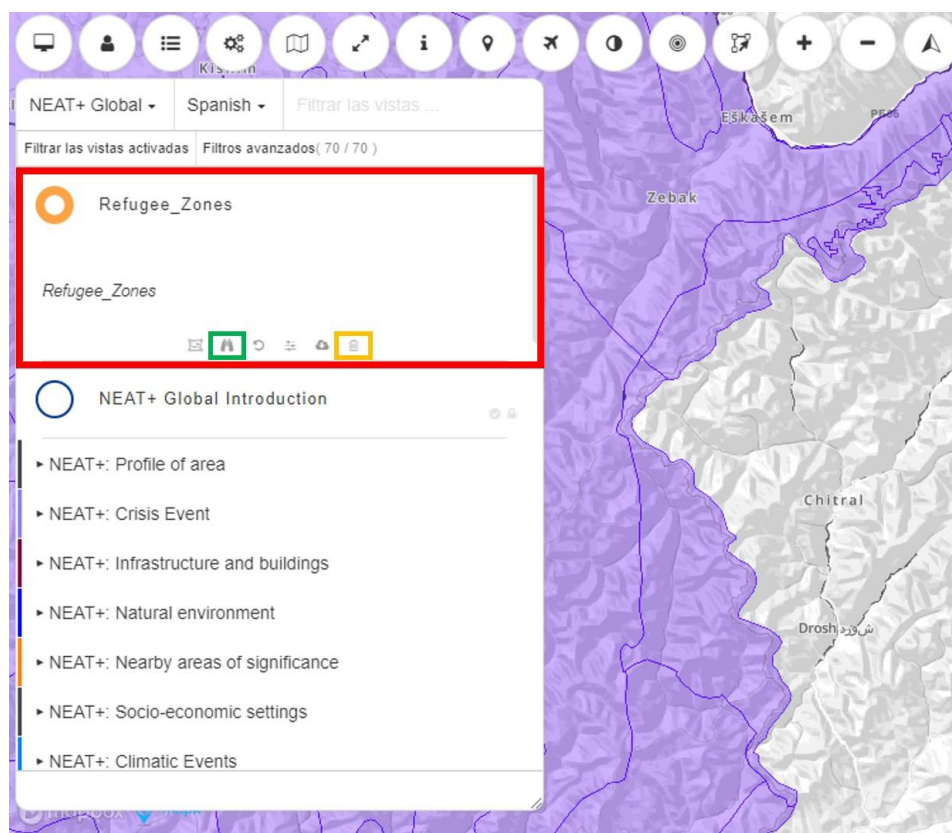 NEAT+ Global
Spanish
Filtrar las vistas ...
Filtrar las vistas activadas
Filtros avanzados( 70 / 70 )
Refugee_Zones
Refugee_Zones
NEAT+ Global Introduction
NEAT+: Profile of area
NEAT+: Crisis Event
NEAT+: Infrastructure and buildings
NEAT+: Natural environment
NEAT+: Nearby areas of significance
NEAT+: Socio-economic settings
NEAT+: Climatic Events
Eškašem
Zebak
Chitral
Drosh
mapbox